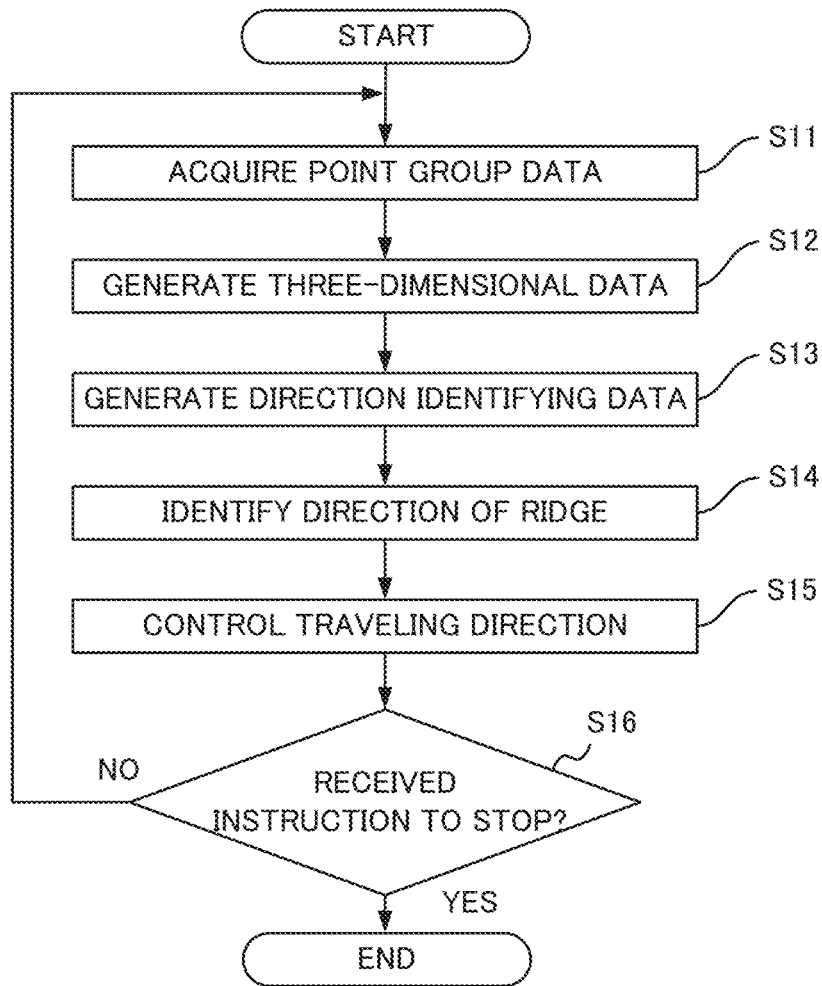 START
S11
ACQUIRE POINT GROUP DATA
S12
GENERATE THREE-DIMENSIONAL DATA
S13
GENERATE DIRECTION IDENTIFYING DATA
S14
IDENTIFY DIRECTION OF RIDGE
S15
CONTROL TRAVELING DIRECTION
S16
NO
RECEIVED
INSTRUCTION TO STOP?
YES
END